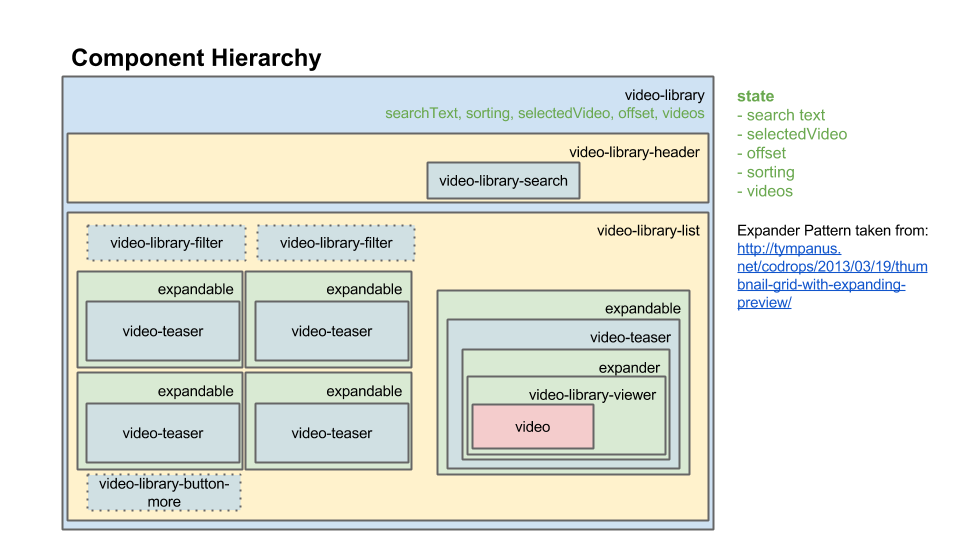 Component Hierarchy
video-library
searchText, sorting, selectedVideo, offset, videos
video-library-header
video-library-search
video-library-filter
video-library-filter
video-library-list
expandable
video-teaser
expandable
video-teaser
expandable
video-teaser
expandable
video-teaser
video-library-button-
more
expandable
video-teaser
expander
video-library-viewer
video
state
- search text
- selectedVideo
- offset
- sorting
- videos
Expander Pattern taken from:
http://tympanus.
net/codrops/2013/03/19/thum
bnail-grid-with-expanding-
preview/